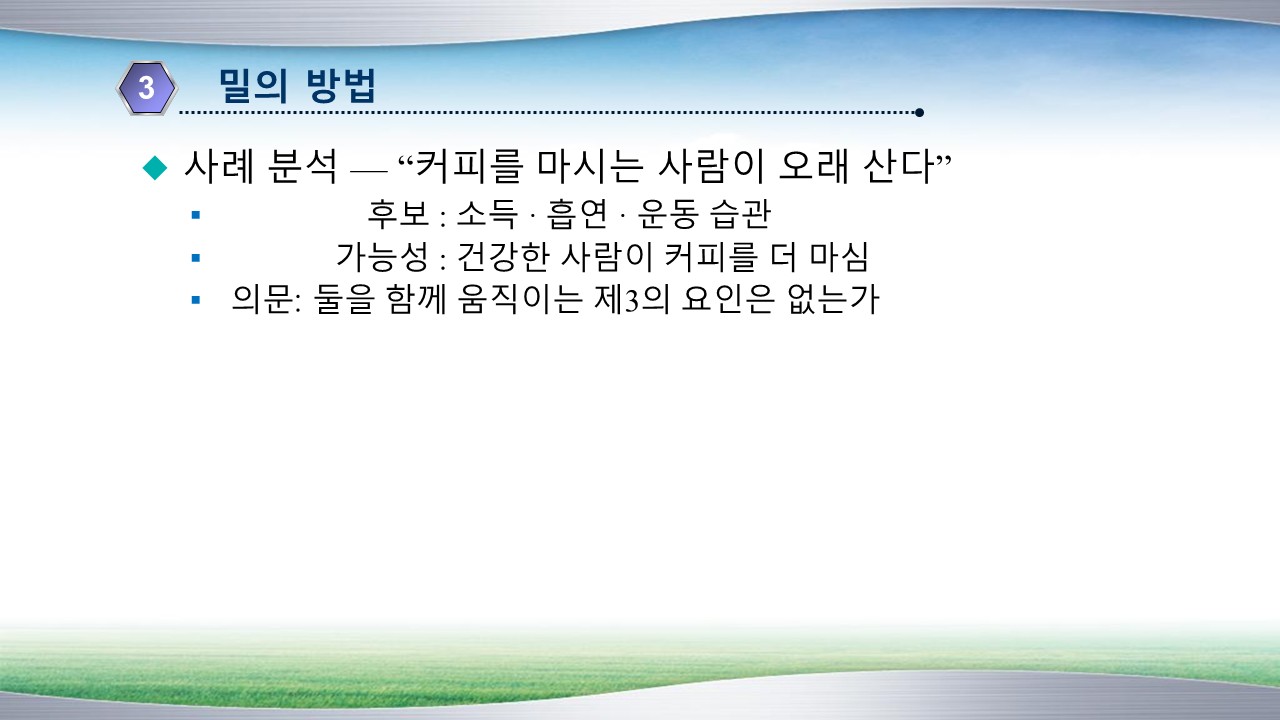 3
밀의 방법
사례 분석 — “커피를 마시는 사람이 오래 산다”
후보 : 소득 · 흡연 · 운동 습관
가능성 : 건강한 사람이 커피를 더 마심
의문: 둘을 함께 움직이는 제3의 요인은 없는가